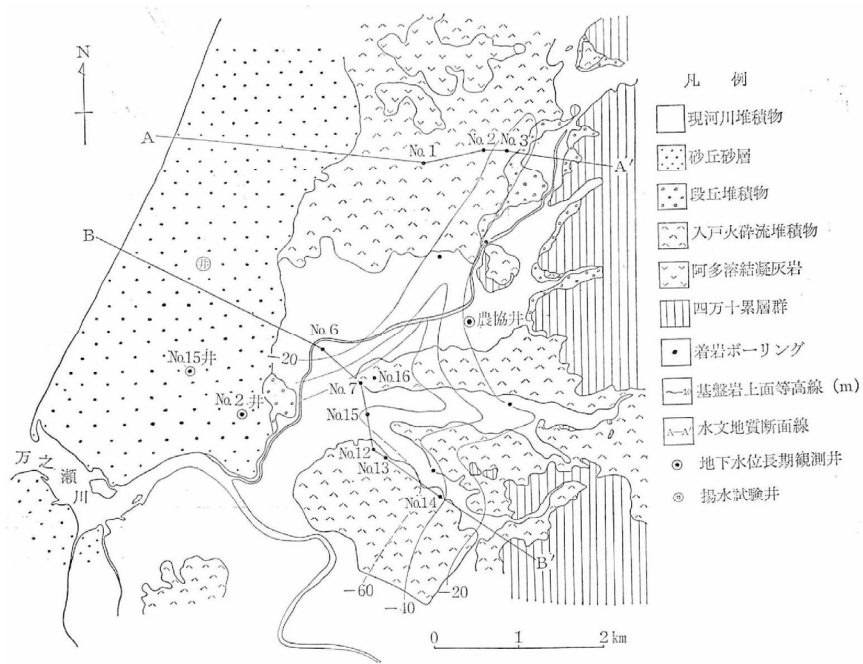 N
A
No.1
No.2
No.3
A′
B
井
農協井
No.6
−20
No.15井
No.2井
No.7
No.16
No.15
No.12
No.13
No.14
B′
万之瀬川
−60
−40
−20
0 1 2 km
凡例
現河川堆積物
砂丘砂層
段丘堆積物
入戸火砕流堆積物
阿多溶結凝灰岩
四万十累層群
着岩ボーリング
基盤岩上面等高線(m)
A—A′ 水文地質断面線
地下水位長期観測井
揚水試験井